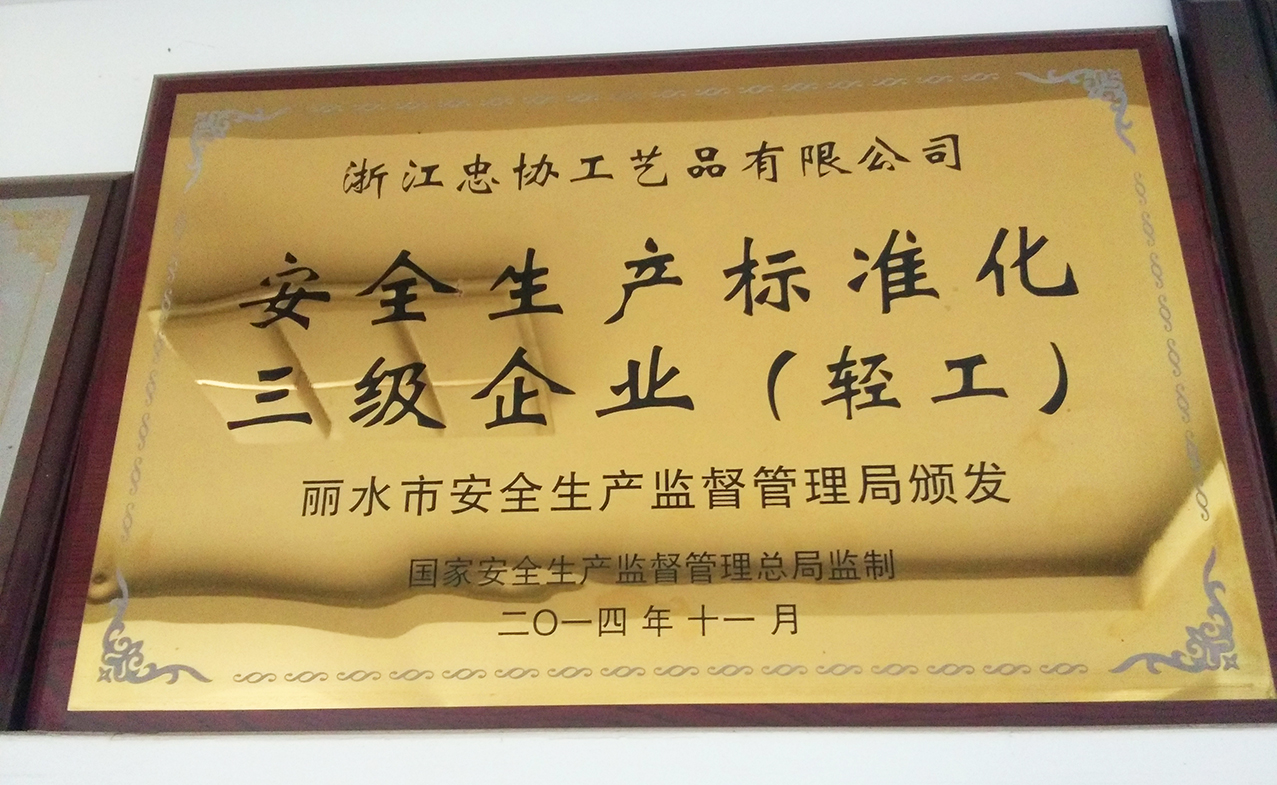 浙江忠协工艺品有限公司
安全生产标准化
三级企业（轻工）
丽水市安全生产监督管理局颁发
国家安全生产监督管理总局监制
二〇一四年十一月